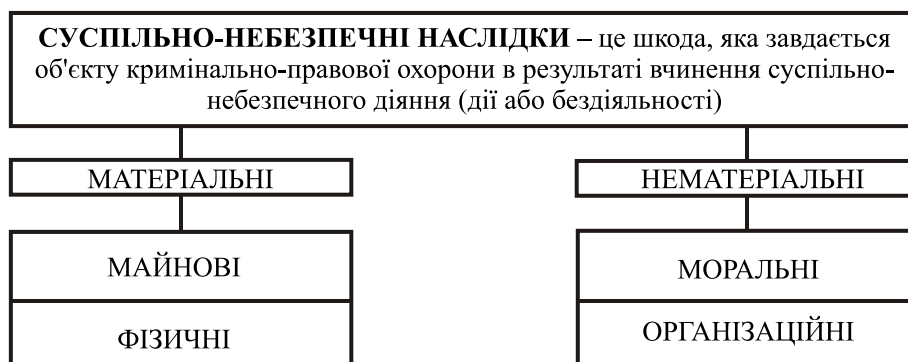 СУСПІЛЬНО-НЕБЕЗПЕЧНІ НАСЛІДКИ – це шкода, яка завдається
об'єкту кримінально-правової охорони в результаті вчинення суспільно-
небезпечного діяння (дії або бездіяльності)
МАТЕРІАЛЬНІ
НЕМАТЕРІАЛЬНІ
МАЙНОВІ
ФІЗИЧНІ
МОРАЛЬНІ
ОРГАНІЗАЦІЙНІ